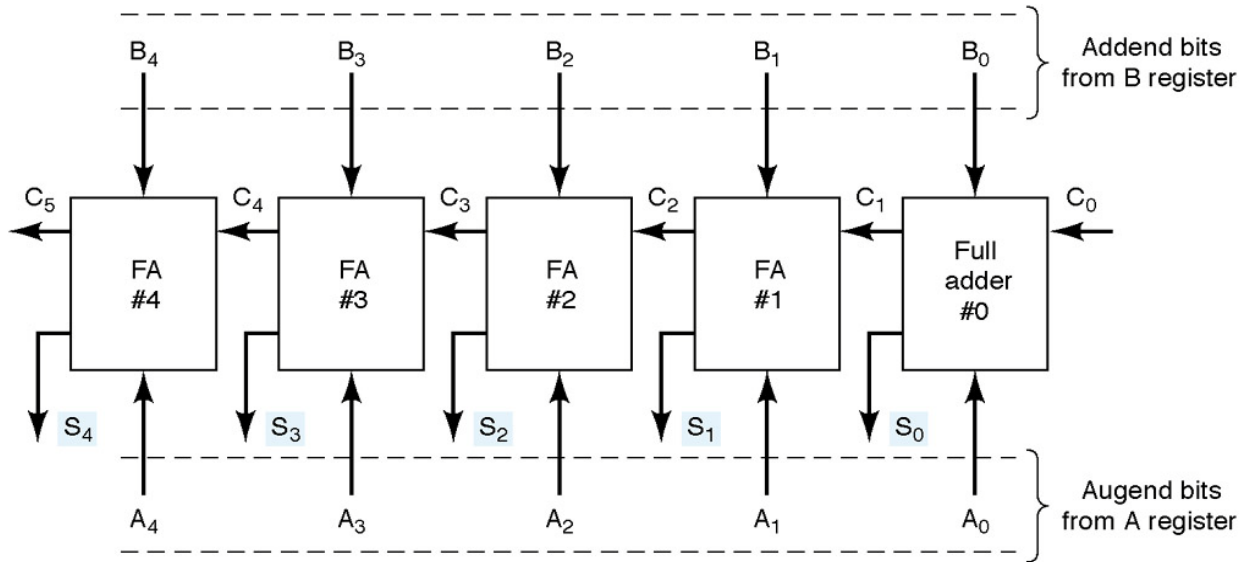 B₄ B₃ B₂ B₁ B₀
Addend bits
from B register
C₅ C₄ C₃ C₂ C₁ C₀
FA
#4
FA
#3
FA
#2
FA
#1
Full
adder
#0
S₄ S₃ S₂ S₁ S₀
A₄ A₃ A₂ A₁ A₀
Augend bits
from A register